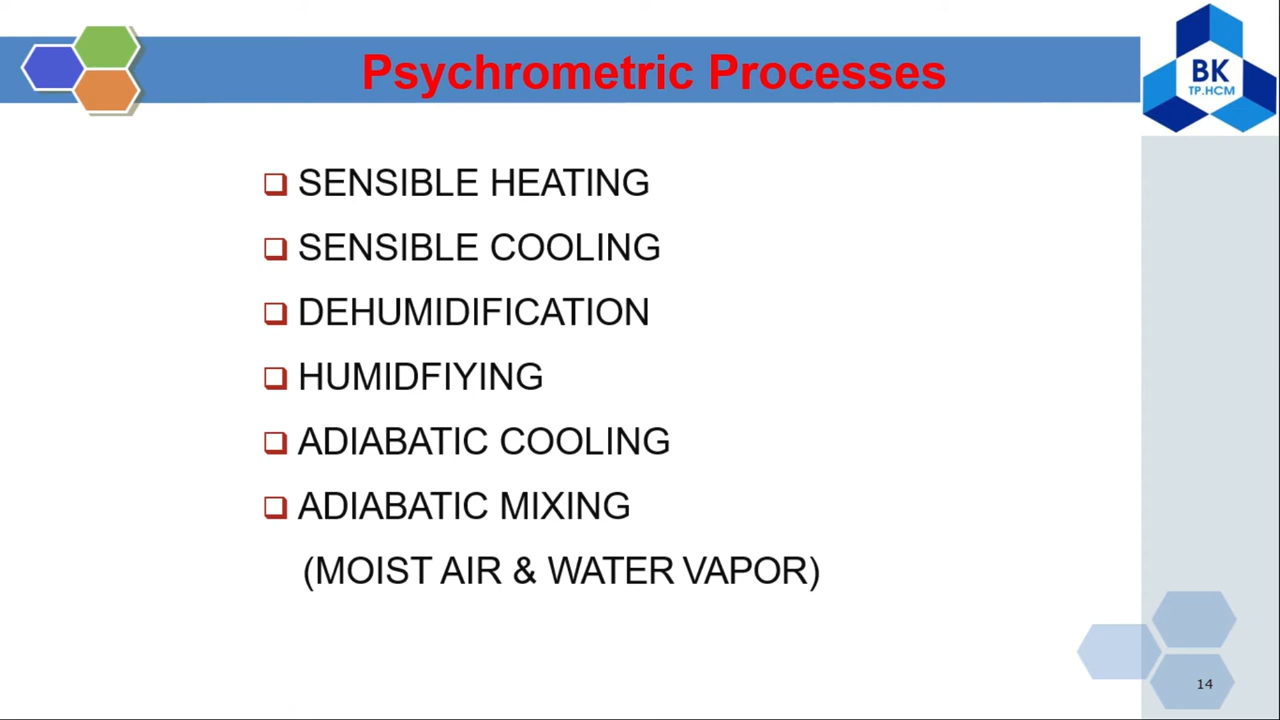 Psychrometric Processes
BK
TP.HCM
SENSIBLE HEATING
SENSIBLE COOLING
DEHUMIDIFICATION
HUMIDFIYING
ADIABATIC COOLING
ADIABATIC MIXING
(MOIST AIR & WATER VAPOR)
14